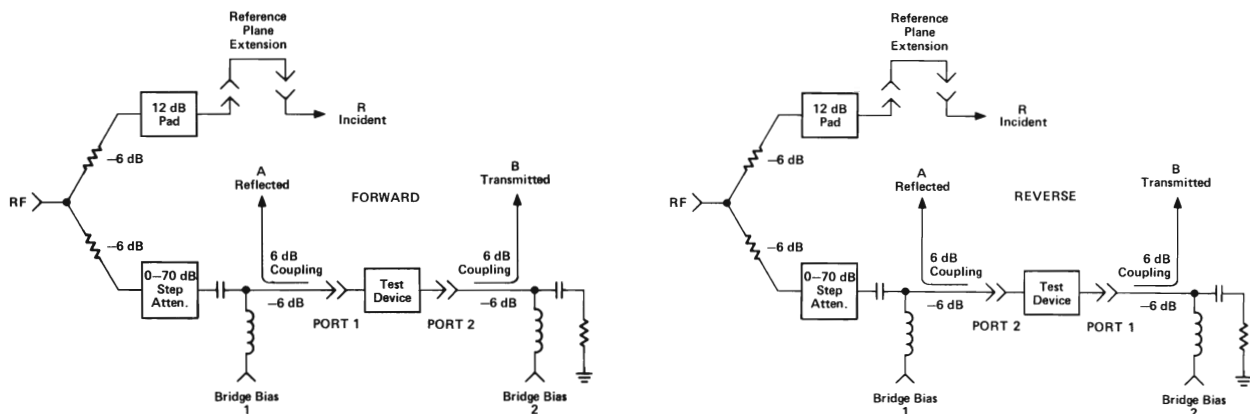 Reference
Plane
Extension
12 dB
Pad
R
Incident
−6 dB
RF
−6 dB
A
Reflected
FORWARD
B
Transmitted
6 dB
Coupling
6 dB
Coupling
0−70 dB
Step
Atten.
−6 dB
Test
Device
−6 dB
PORT 1
PORT 2
Bridge Bias
1
Bridge Bias
2
Reference
Plane
Extension
12 dB
Pad
R
Incident
−6 dB
RF
−6 dB
A
Reflected
REVERSE
B
Transmitted
6 dB
Coupling
6 dB
Coupling
0−70 dB
Step
Atten.
−6 dB
Test
Device
−6 dB
PORT 2
PORT 1
Bridge Bias
1
Bridge Bias
2